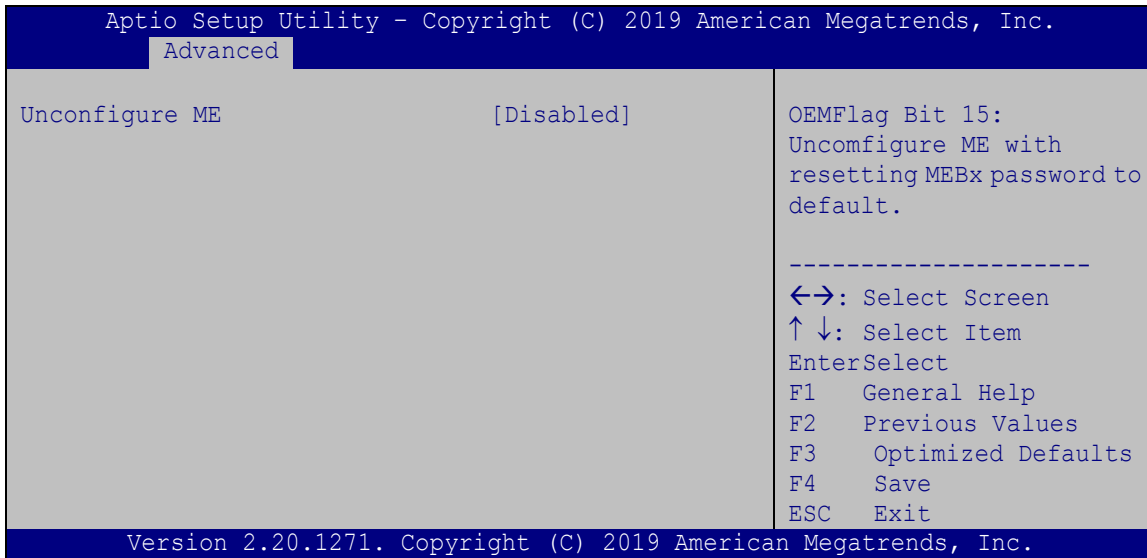 Aptio Setup Utility – Copyright (C) 2019 American Megatrends, Inc.
Advanced
Unconfigure ME [Disabled]
OEMFlag Bit 15:
Uncomfigure ME with
resetting MEBx password to
default.
----------------------
←→: Select Screen
↑ ↓: Select Item
EnterSelect
F1 General Help
F2 Previous Values
F3 Optimized Defaults
F4 Save
ESC Exit
Version 2.20.1271. Copyright (C) 2019 American Megatrends, Inc.